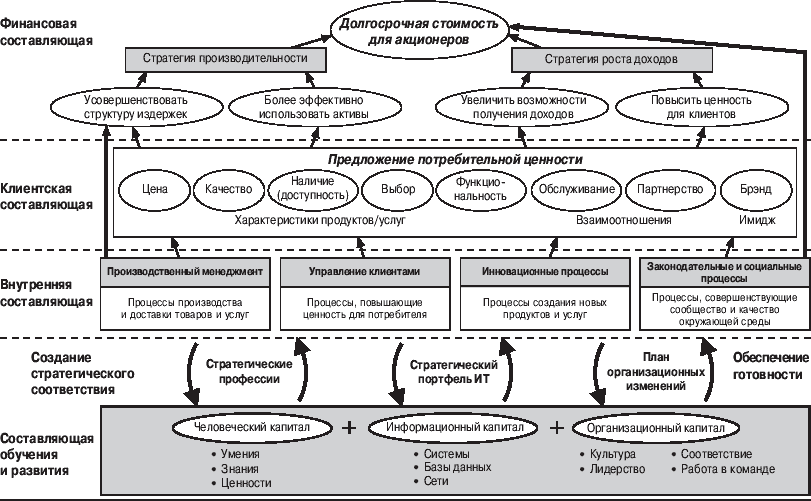 Финансовая
составляющая
Долгосрочная стоимость
для акционеров
Стратегия производительности
Стратегия роста доходов
Усовершенствовать
структуру издержек
Более эффективно
использовать активы
Увеличить возможности
получения доходов
Повысить ценность
для клиентов
Клиентская
составляющая
Предложение потребительной ценности
Цена
Качество
Наличие
(доступность)
Выбор
Функцио-
нальность
Обслуживание
Партнерство
Брэнд
Характеристики продуктов/услуг
Взаимоотношения
Имидж
Внутренняя
составляющая
Производственный менеджмент
Процессы производства
и доставки товаров и услуг
Управление клиентами
Процессы, повышающие
ценность для потребителя
Инновационные процессы
Процессы создания новых
продуктов и услуг
Законодательные и социальные
процессы
Процессы, совершенствующие
сообщество и качество
окружающей среды
Создание
стратегического
соответствия
Стратегические
профессии
Стратегический
портфель ИТ
План
организационных
изменений
Обеспечение
готовности
Составляющая
обучения
и развития
Человеческий капитал
+
Информационный капитал
+
Организационный капитал
• Умения
• Знания
• Ценности
• Системы
• Базы данных
• Сети
• Культура
• Лидерство
• Соответствие
• Работа в команде